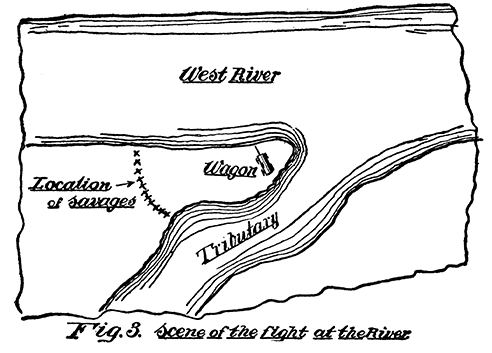 West River
Wagon
Location
of savages
Tributary
Fig. 3. Scene of the fight at the River